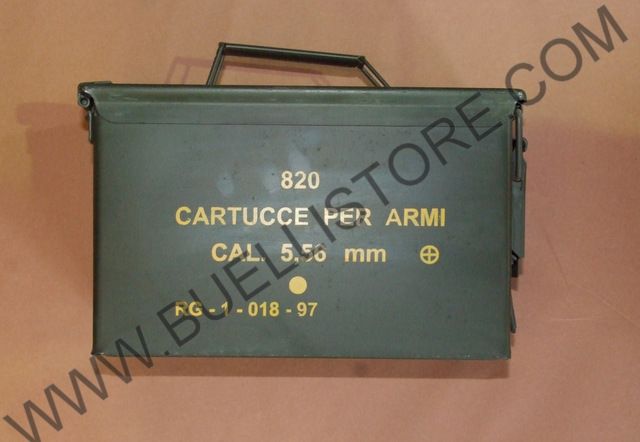 820
CARTUCCE PER ARMI
CAL. 5,56 mm
RG - 1 - 018 - 97
WWW.BUELLISTORE.COM